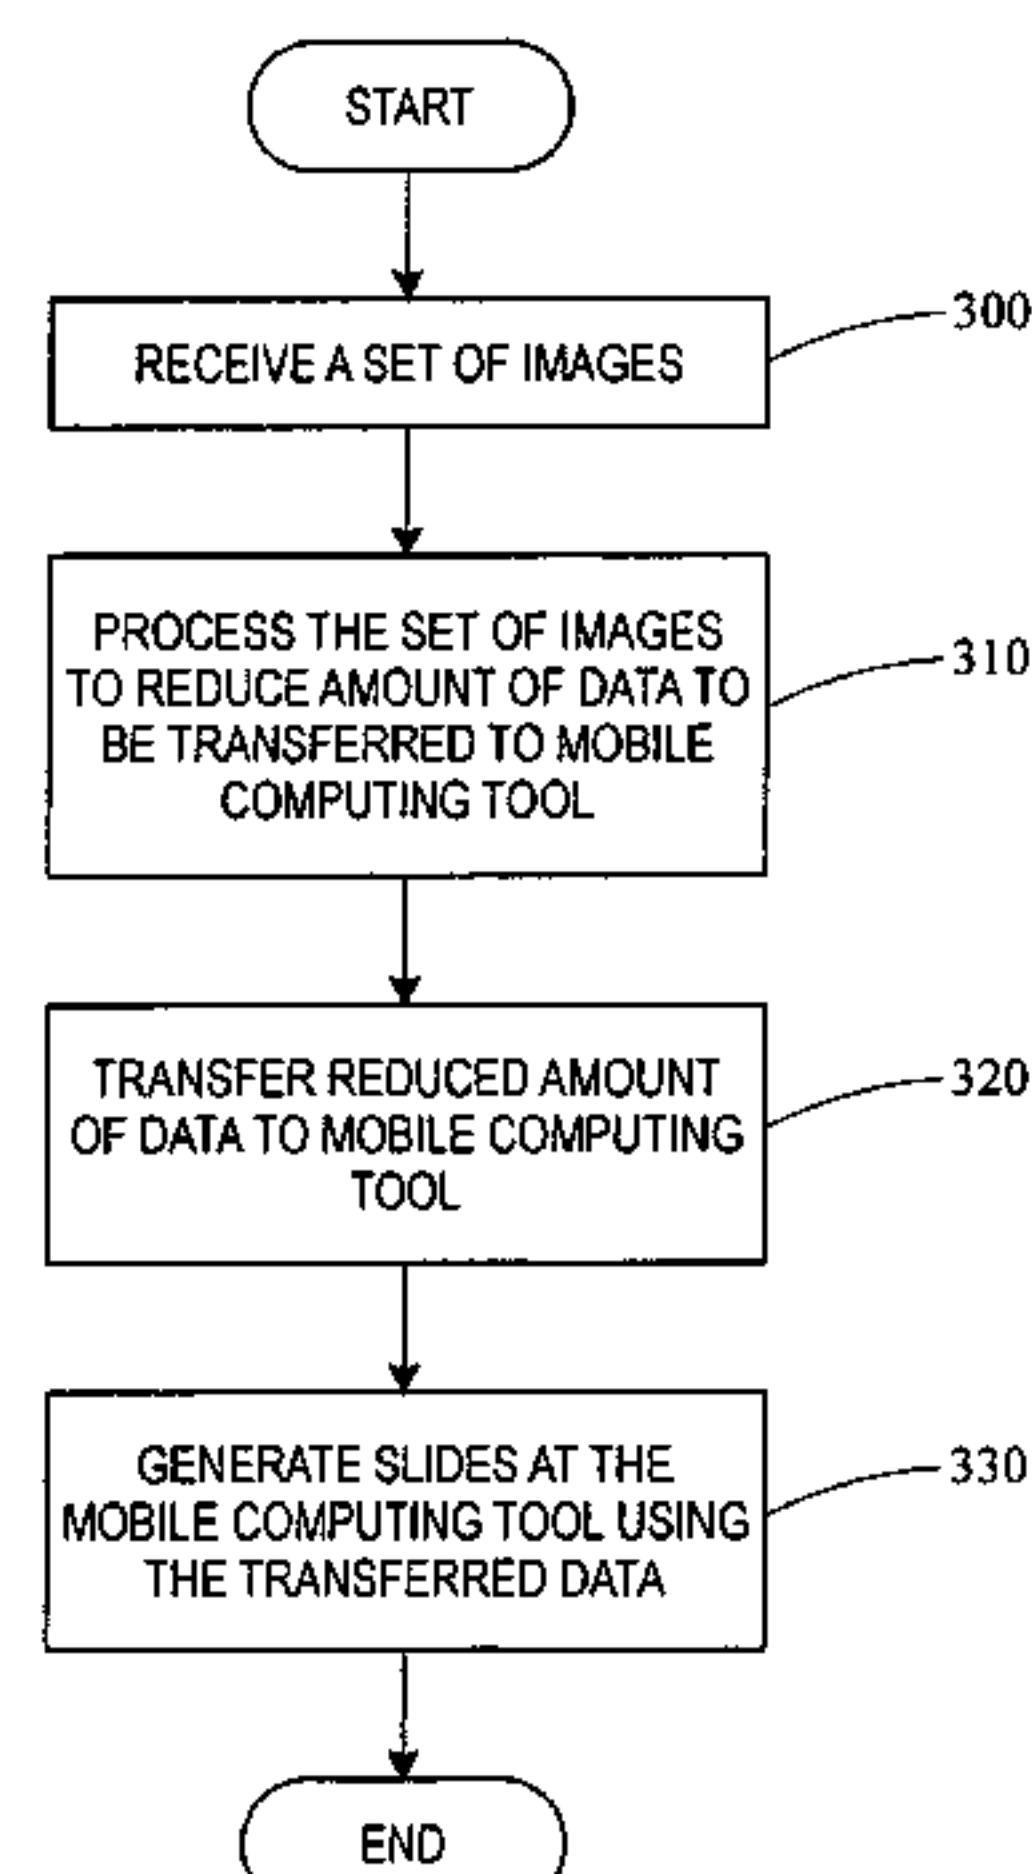 START
RECEIVE A SET OF IMAGES
300
PROCESS THE SET OF IMAGES
TO REDUCE AMOUNT OF DATA TO
BE TRANSFERRED TO MOBILE
COMPUTING TOOL
310
TRANSFER REDUCED AMOUNT
OF DATA TO MOBILE COMPUTING
TOOL
320
GENERATE SLIDES AT THE
MOBILE COMPUTING TOOL USING
THE TRANSFERRED DATA
330
END